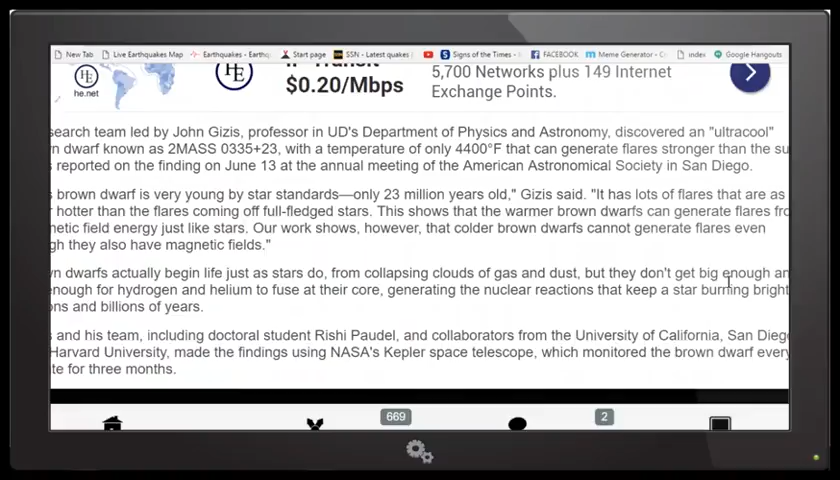 New Tab Live Earthquakes Map Earthquakes - Earthq Start page SSN - Latest quakes | Signs of the Times - FACEBOOK Meme Generator - C index Google Hangouts
HE he.net HE $0.20/Mbps 5,700 Networks plus 149 Internet
Exchange Points.
search team led by John Gizis, professor in UD's Department of Physics and Astronomy, discovered an "ultracool"
n dwarf known as 2MASS 0335+23, with a temperature of only 4400°F that can generate flares stronger than the su
s reported on the finding on June 13 at the annual meeting of the American Astronomical Society in San Diego.
s brown dwarf is very young by star standards—only 23 million years old," Gizis said. "It has lots of flares that are as
r hotter than the flares coming off full-fledged stars. This shows that the warmer brown dwarfs can generate flares fro
netic field energy just like stars. Our work shows, however, that colder brown dwarfs cannot generate flares even
gh they also have magnetic fields."
vn dwarfs actually begin life just as stars do, from collapsing clouds of gas and dust, but they don't get big enough an
enough for hydrogen and helium to fuse at their core, generating the nuclear reactions that keep a star burning bright
ons and billions of years.
s and his team, including doctoral student Rishi Paudel, and collaborators from the University of California, San Diego
Harvard University, made the findings using NASA's Kepler space telescope, which monitored the brown dwarf every
te for three months.
669 2